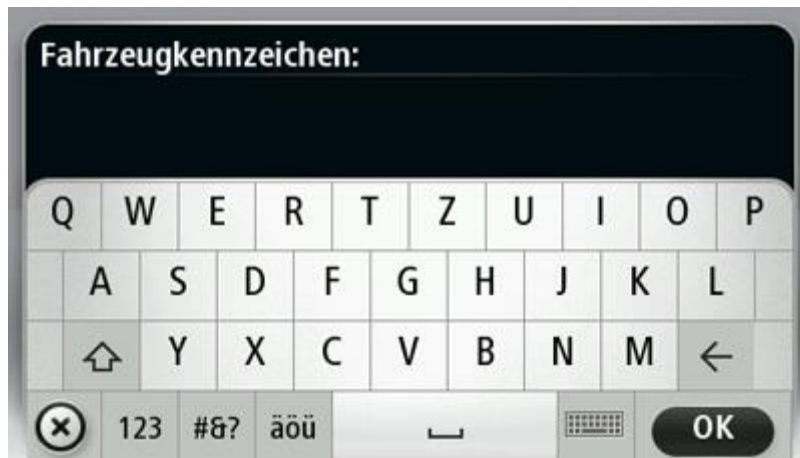 Fahrzeugkennzeichen:
Q W E R T Z U I O P
A S D F G H J K L
Y X C V B N M
123 #&? äöü OK